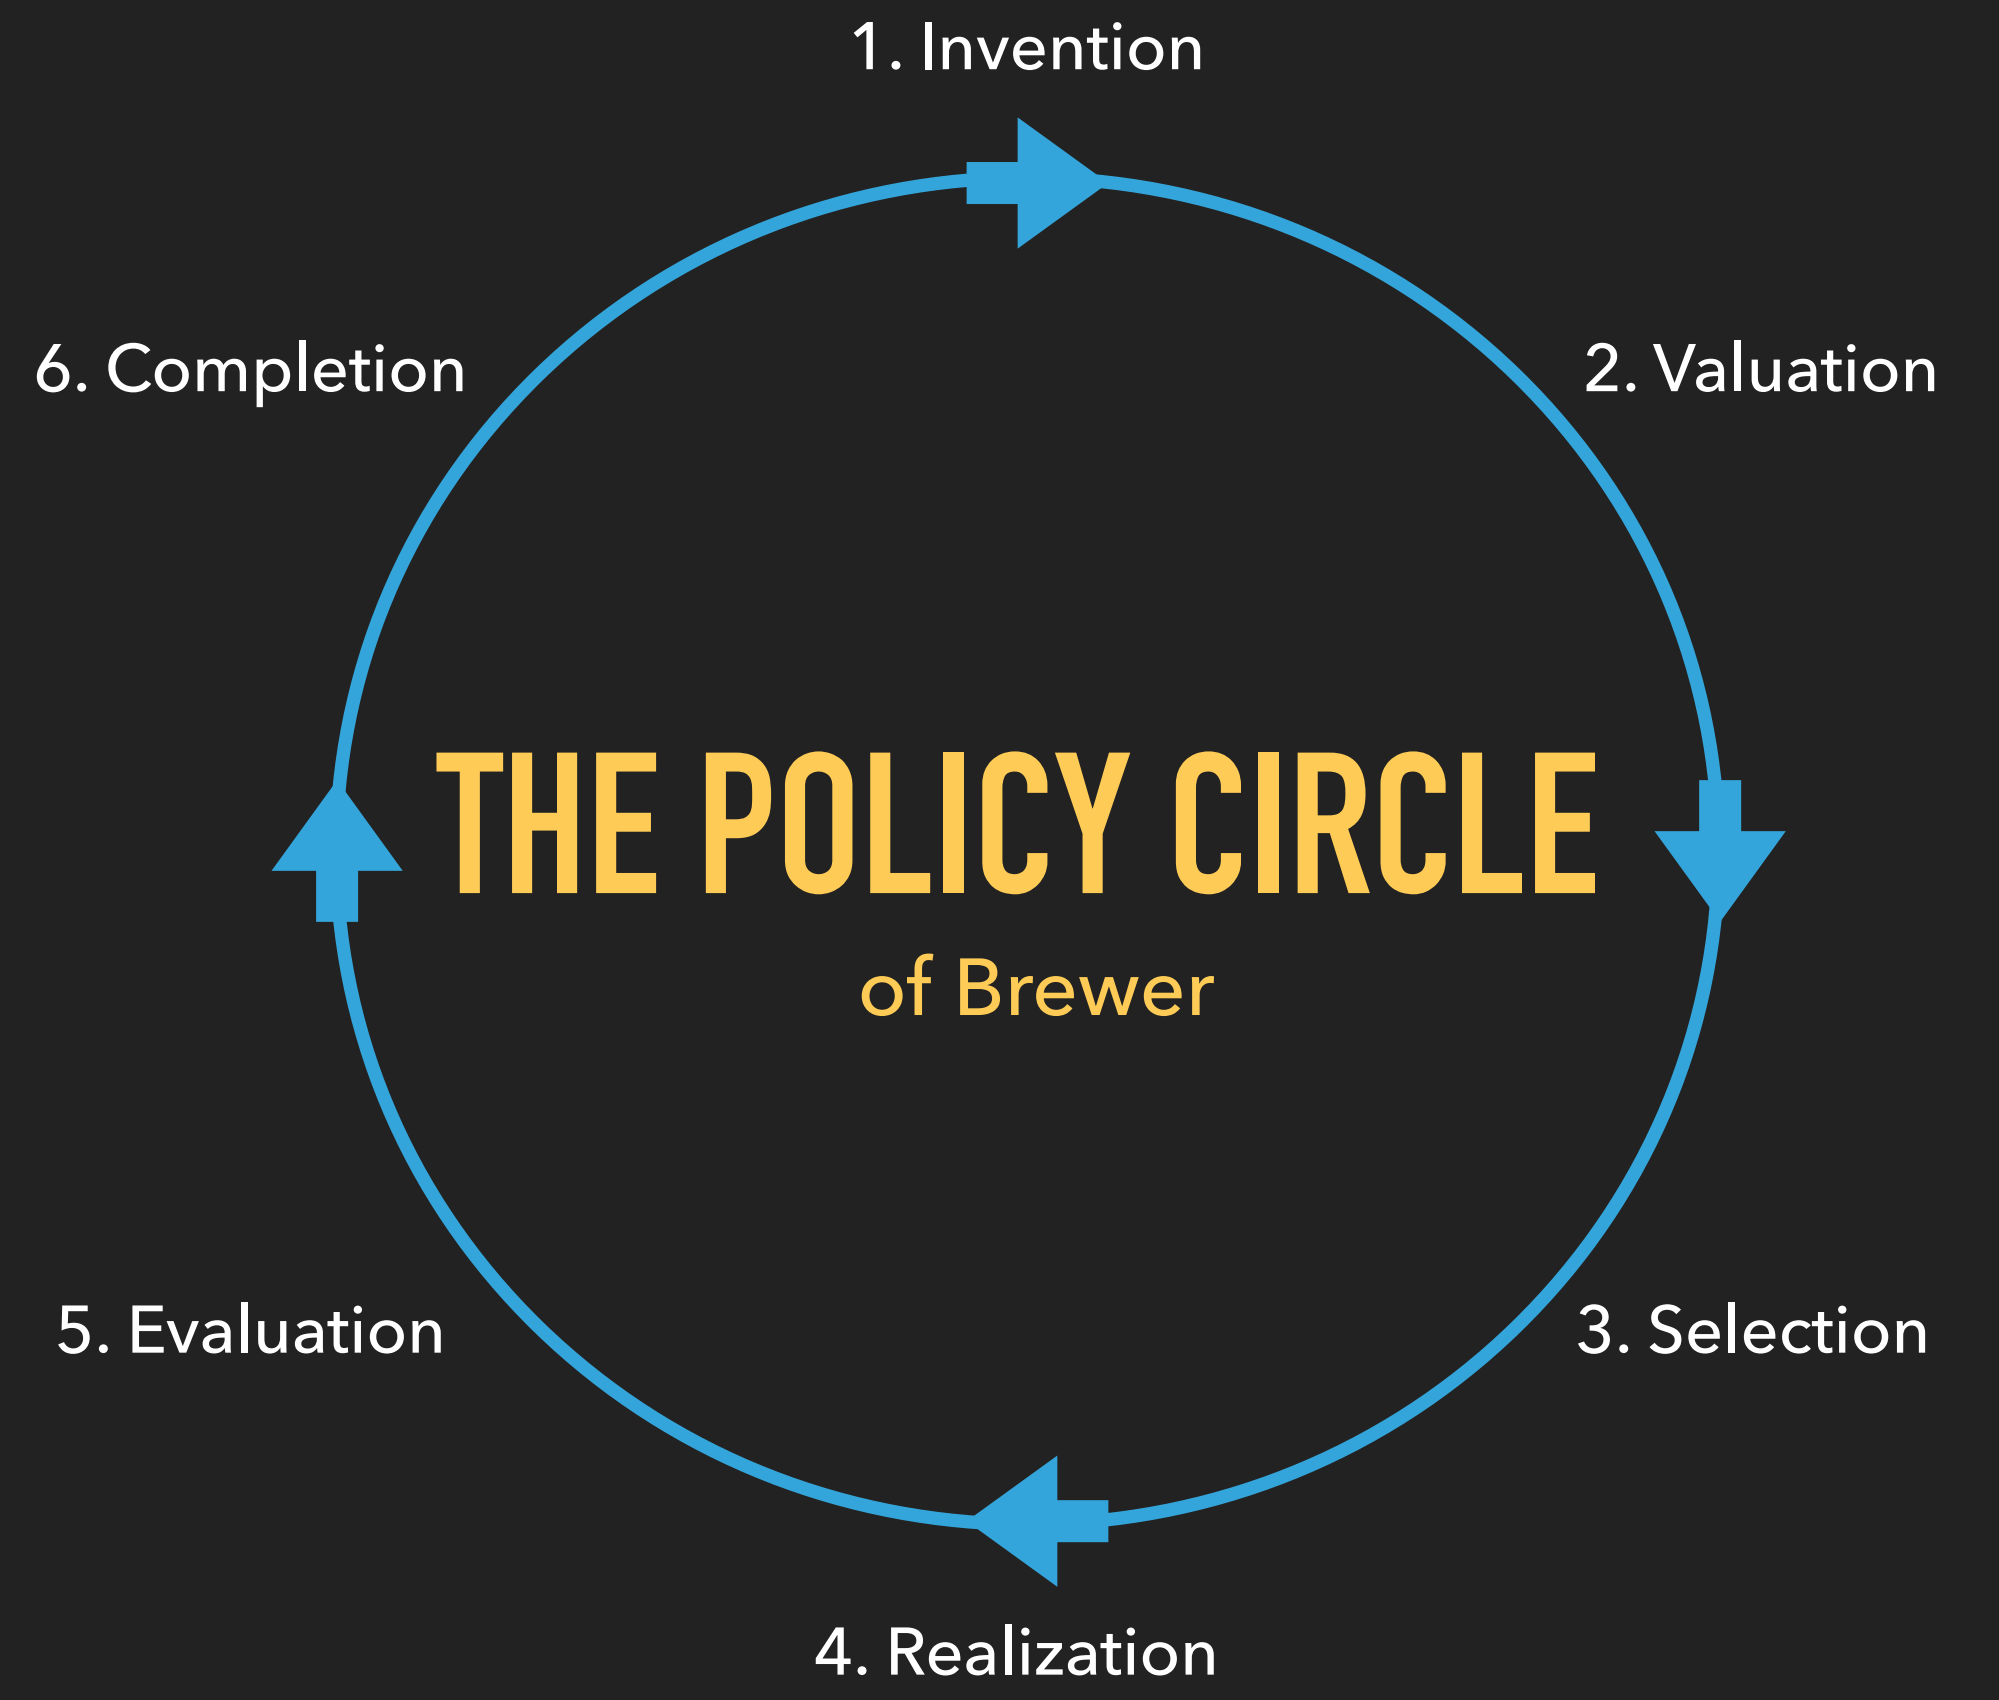 1. Invention
2. Valuation
3. Selection
4. Realization
5. Evaluation
6. Completion
THE POLICY CIRCLE
of Brewer